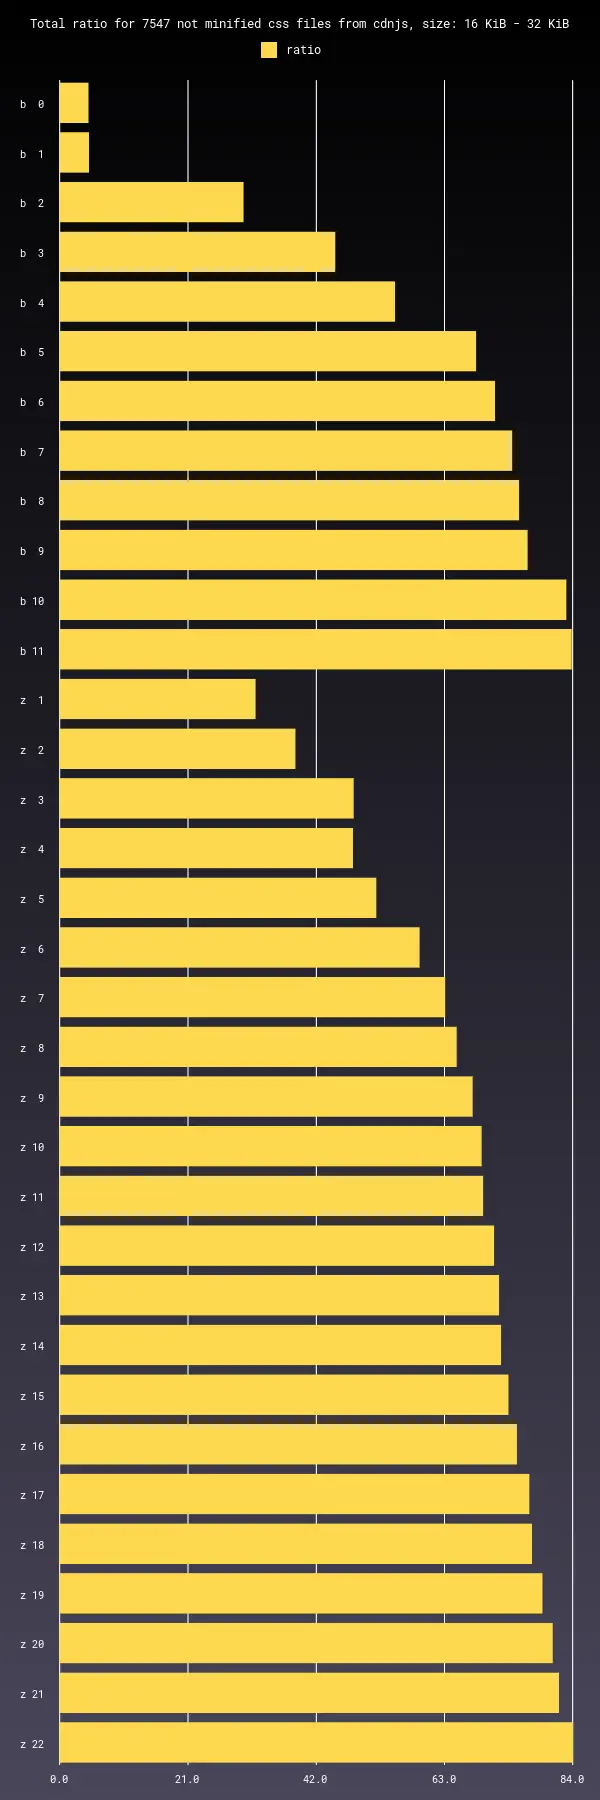 Total ratio for 7547 not minified css files from cdnjs, size: 16 KiB - 32 KiB
ratio
b 0
b 1
b 2
b 3
b 4
b 5
b 6
b 7
b 8
b 9
b 10
b 11
z 1
z 2
z 3
z 4
z 5
z 6
z 7
z 8
z 9
z 10
z 11
z 12
z 13
z 14
z 15
z 16
z 17
z 18
z 19
z 20
z 21
z 22
0.0 21.0 42.0 63.0 84.0